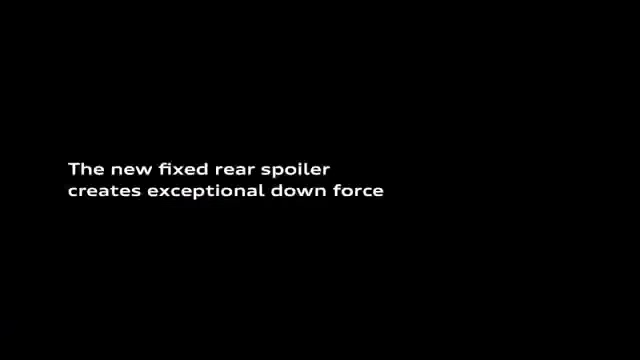 The new fixed rear spoiler
creates exceptional down force